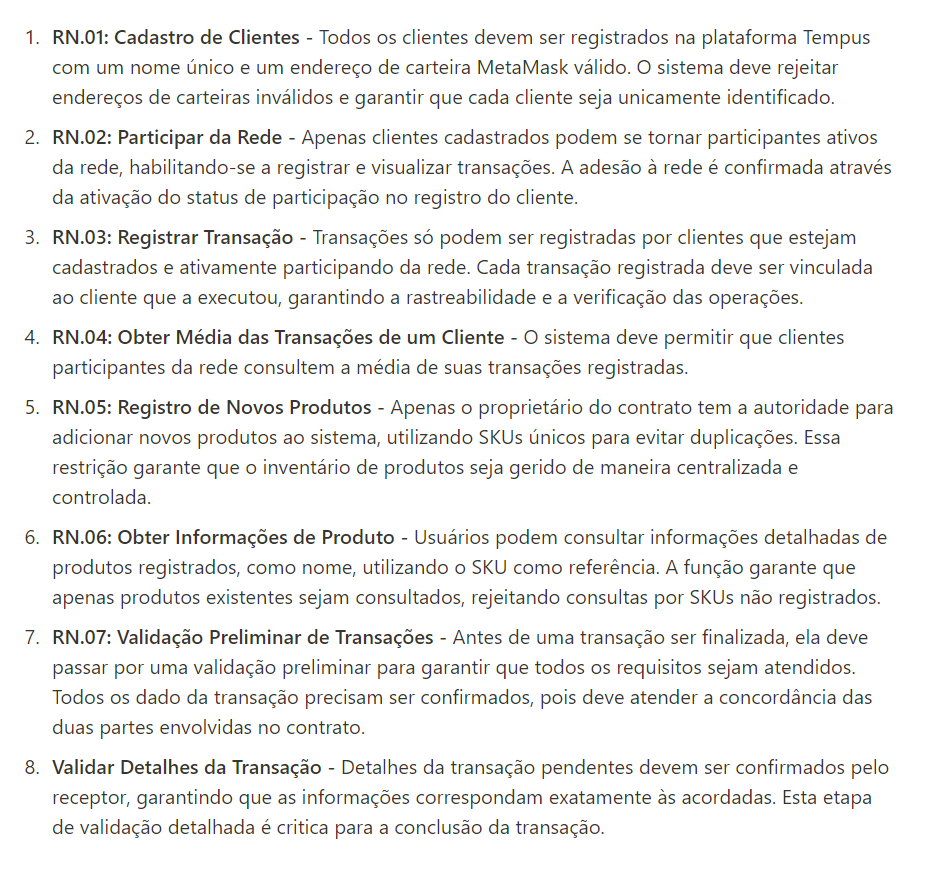 1. RN.01: Cadastro de Clientes - Todos os clientes devem ser registrados na plataforma Tempus
com um nome único e um endereço de carteira MetaMask válido. O sistema deve rejeitar
endereços de carteiras inválidos e garantir que cada cliente seja unicamente identificado.
2. RN.02: Participar da Rede - Apenas clientes cadastrados podem se tornar participantes ativos
da rede, habilitando-se a registrar e visualizar transações. A adesão à rede é confirmada através
da ativação do status de participação no registro do cliente.
3. RN.03: Registrar Transação - Transações só podem ser registradas por clientes que estejam
cadastrados e ativamente participando da rede. Cada transação registrada deve ser vinculada
ao cliente que a executou, garantindo a rastreabilidade e a verificação das operações.
4. RN.04: Obter Média das Transações de um Cliente - O sistema deve permitir que clientes
participantes da rede consultem a média de suas transações registradas.
5. RN.05: Registro de Novos Produtos - Apenas o proprietário do contrato tem a autoridade para
adicionar novos produtos ao sistema, utilizando SKUs únicos para evitar duplicações. Essa
restrição garante que o inventário de produtos seja gerido de maneira centralizada e
controlada.
6. RN.06: Obter Informações de Produto - Usuários podem consultar informações detalhadas de
produtos registrados, como nome, utilizando o SKU como referência. A função garante que
apenas produtos existentes sejam consultados, rejeitando consultas por SKUs não registrados.
7. RN.07: Validação Preliminar de Transações - Antes de uma transação ser finalizada, ela deve
passar por uma validação preliminar para garantir que todos os requisitos sejam atendidos.
Todos os dado da transação precisam ser confirmados, pois deve atender a concordância das
duas partes envolvidas no contrato.
8. Validar Detalhes da Transação - Detalhes da transação pendentes devem ser confirmados pelo
receptor, garantindo que as informações correspondam exatamente às acordadas. Esta etapa
de validação detalhada é critica para a conclusão da transação.